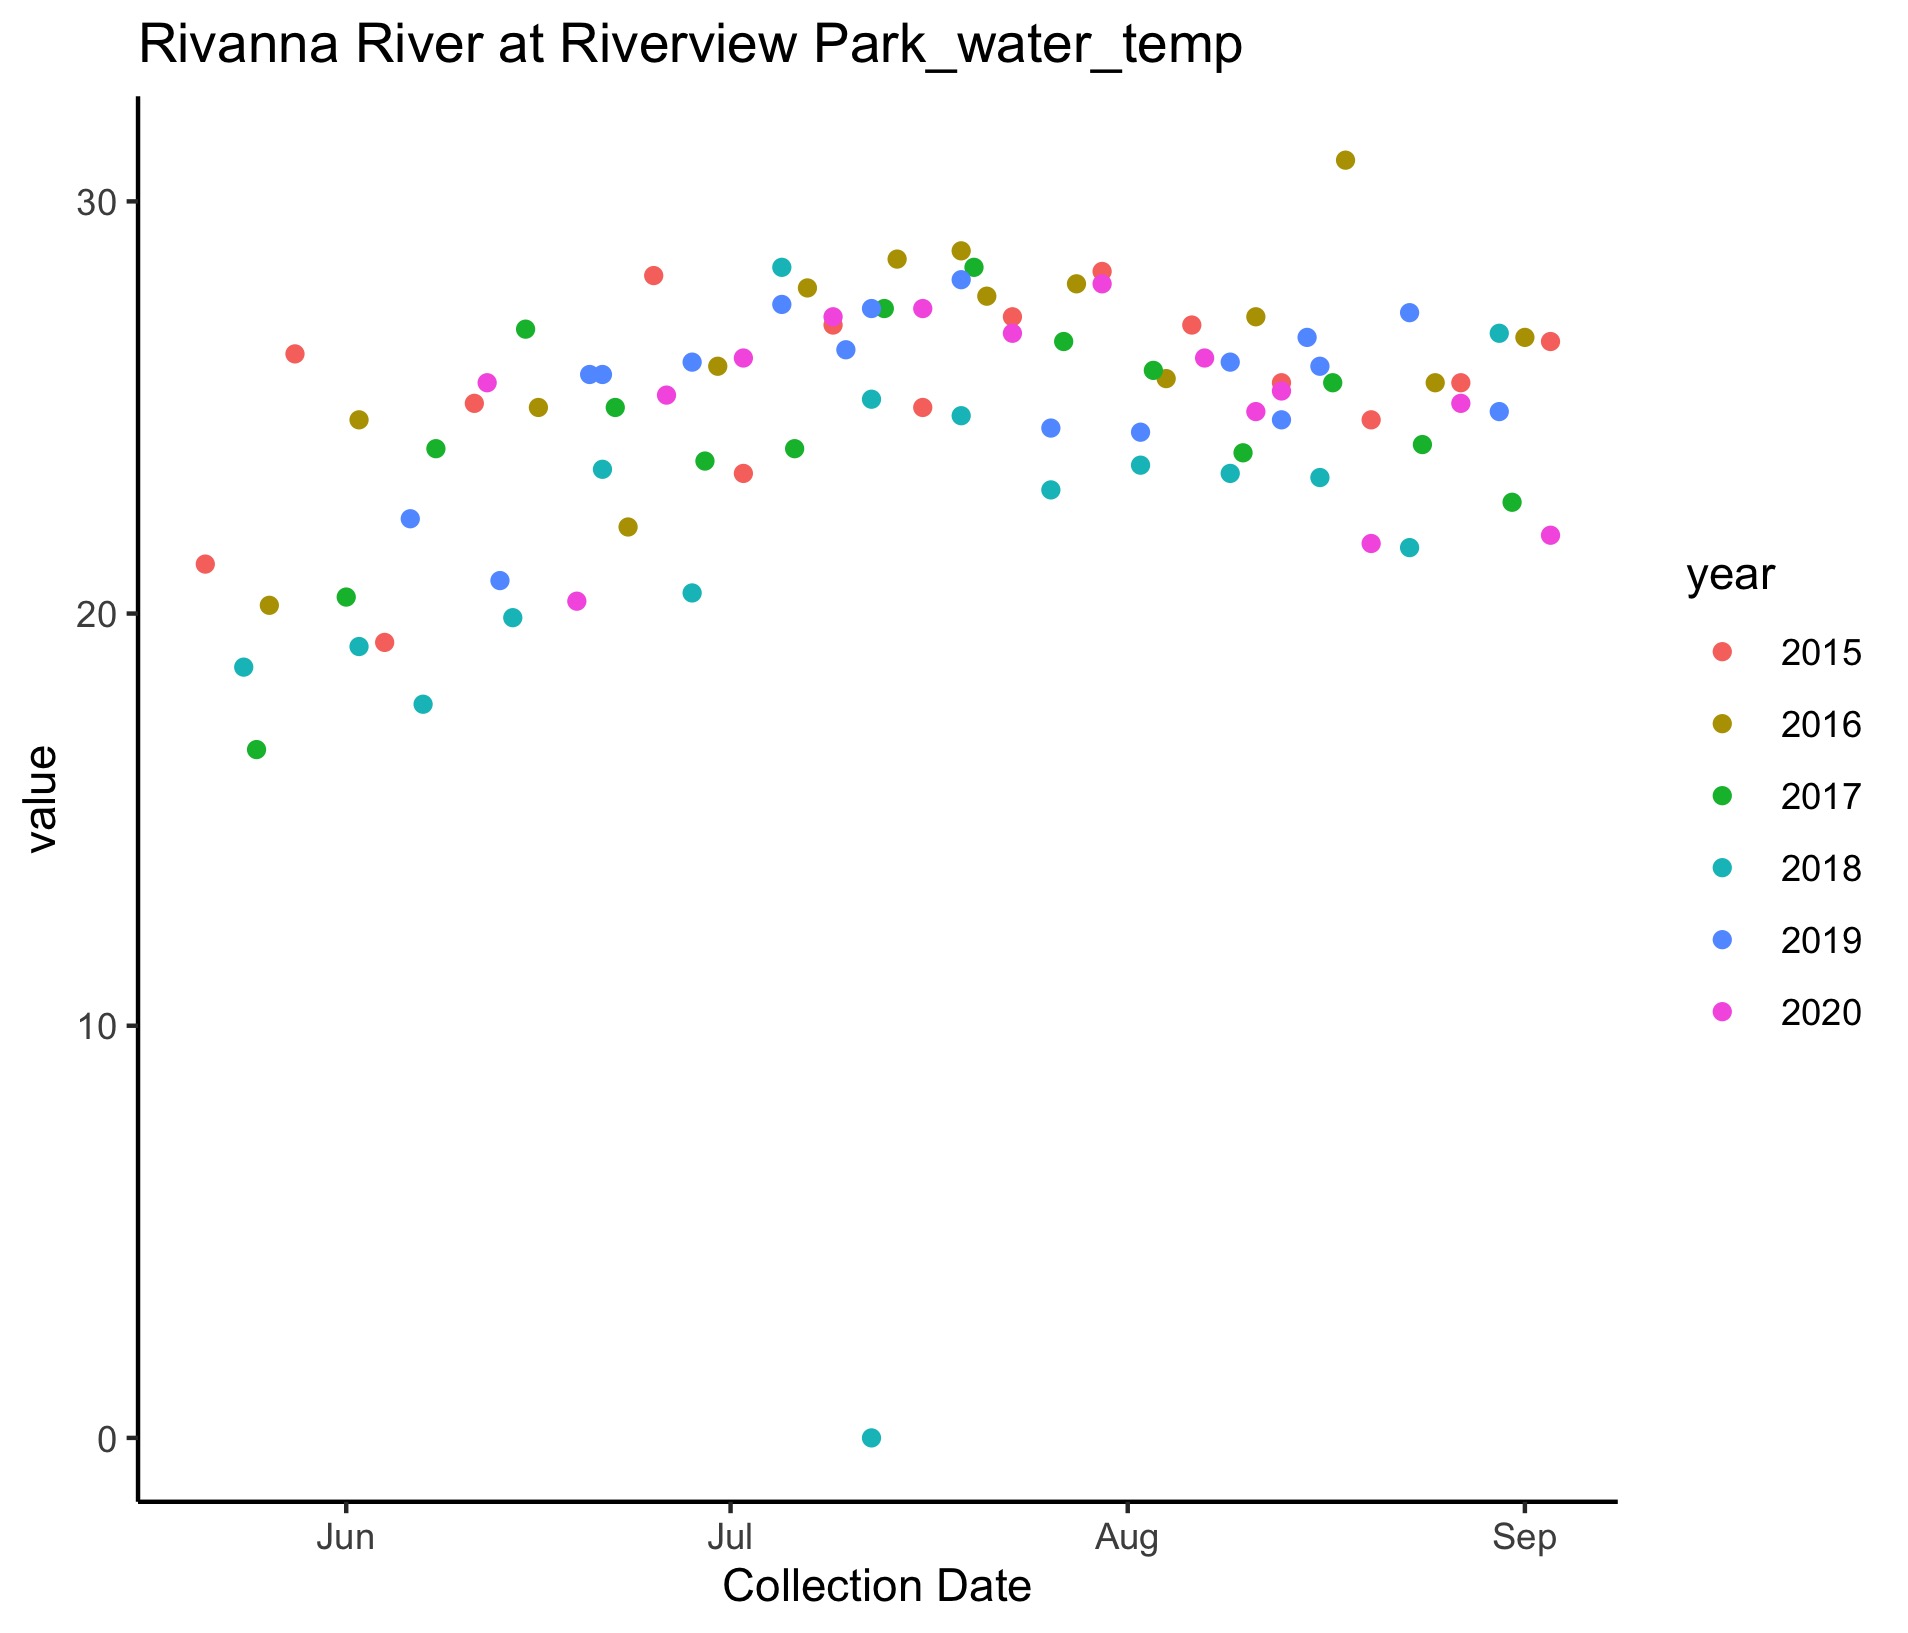 Rivanna River at Riverview Park_water_temp
30
20
10
0
value
Jun
Jul
Aug
Sep
Collection Date
year
2015
2016
2017
2018
2019
2020